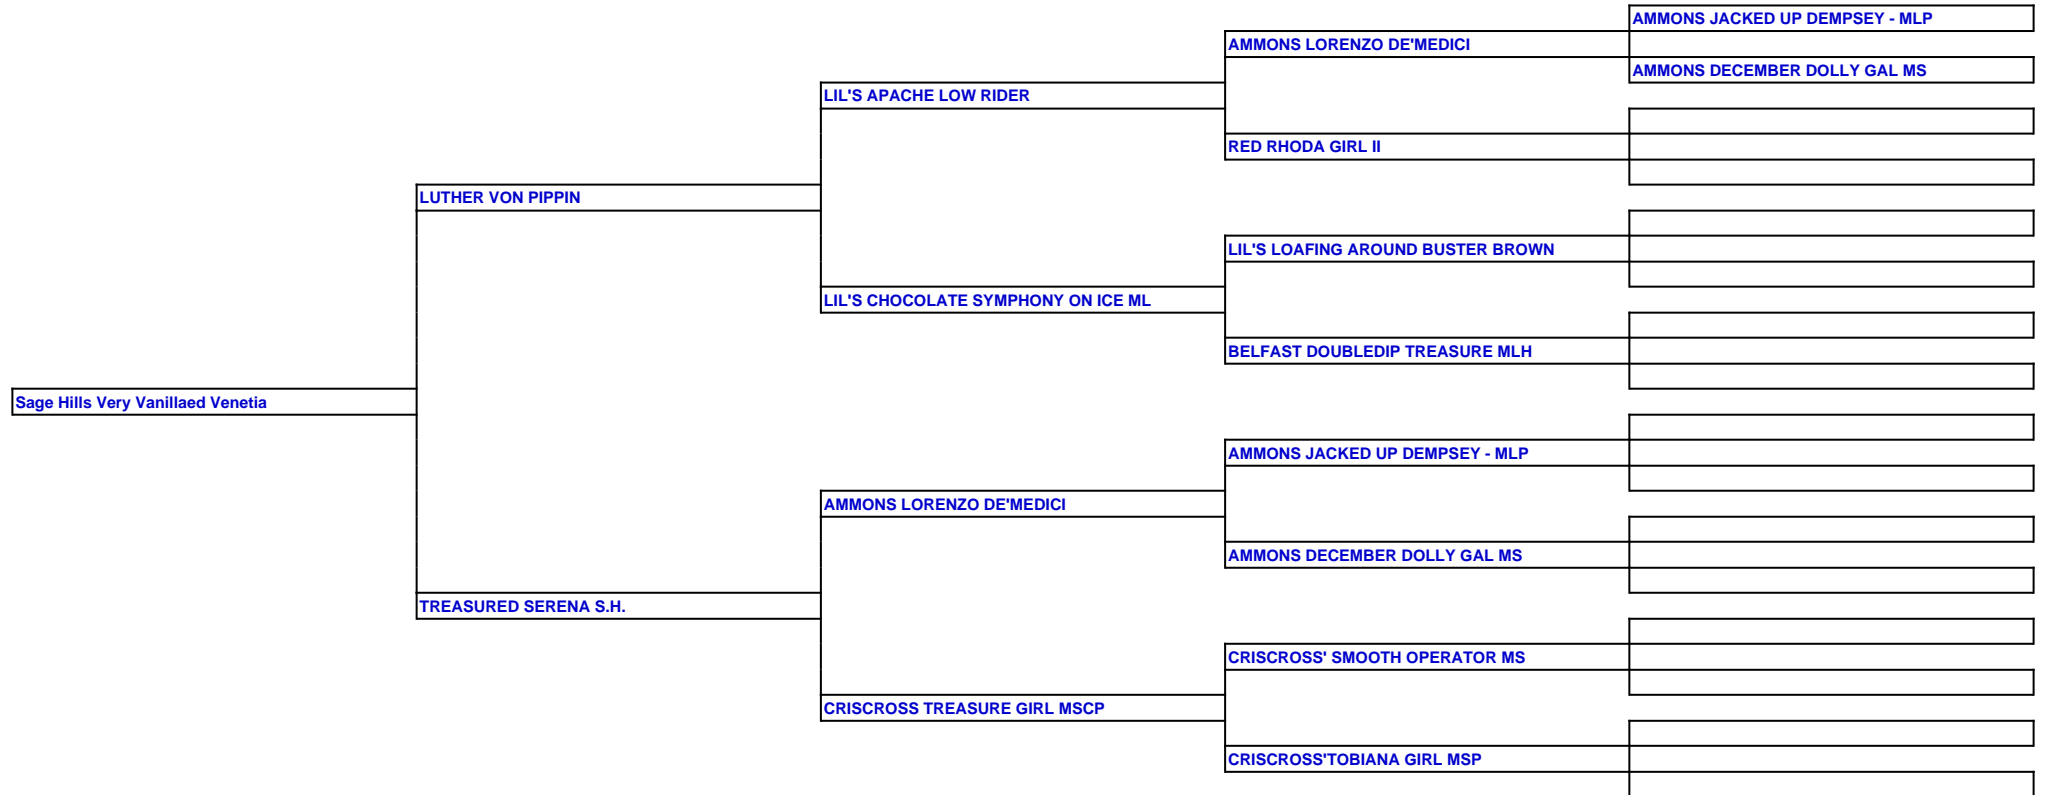 AMMONS JACKED UP DEMPSEY - MLP
AMMONS LORENZO DE'MEDICI
AMMONS DECEMBER DOLLY GAL MS
LIL'S APACHE LOW RIDER
RED RHODA GIRL II
LUTHER VON PIPPIN
LIL'S LOAFING AROUND BUSTER BROWN
LIL'S CHOCOLATE SYMPHONY ON ICE ML
BELFAST DOUBLEDIP TREASURE MLH
Sage Hills Very Vanillaed Venetia
AMMONS JACKED UP DEMPSEY - MLP
AMMONS LORENZO DE'MEDICI
AMMONS DECEMBER DOLLY GAL MS
TREASURED SERENA S.H.
CRISCROSS' SMOOTH OPERATOR MS
CRISCROSS TREASURE GIRL MSCP
CRISCROSS'TOBIANA GIRL MSP